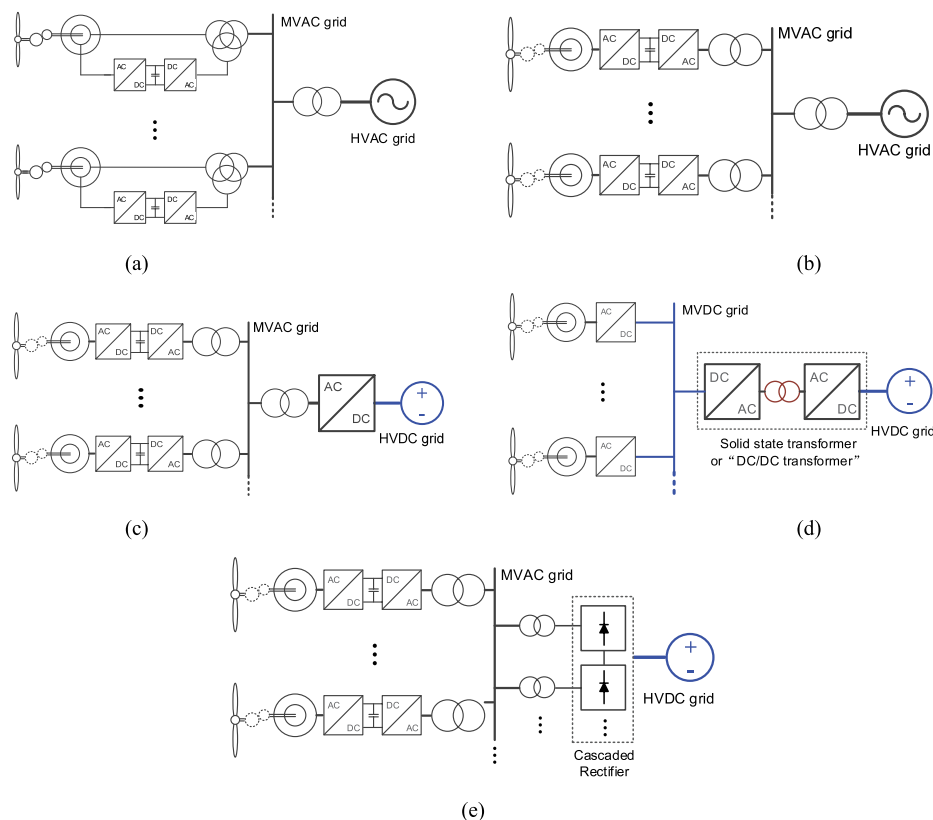 MVAC grid
AC
DC
DC
AC
HVAC grid
AC
DC
DC
AC
(a)
MVAC grid
AC
DC
DC
AC
HVAC grid
AC
DC
DC
AC
(b)
MVAC grid
AC
DC
DC
AC
AC
DC
HVDC grid
AC
DC
DC
AC
(c)
MVDC grid
AC
DC
DC
AC
AC
DC
HVDC grid
Solid state transformer
or “DC/DC transformer”
AC
DC
(d)
MVAC grid
AC
DC
DC
AC
HVDC grid
AC
DC
DC
AC
Cascaded
Rectifier
(e)